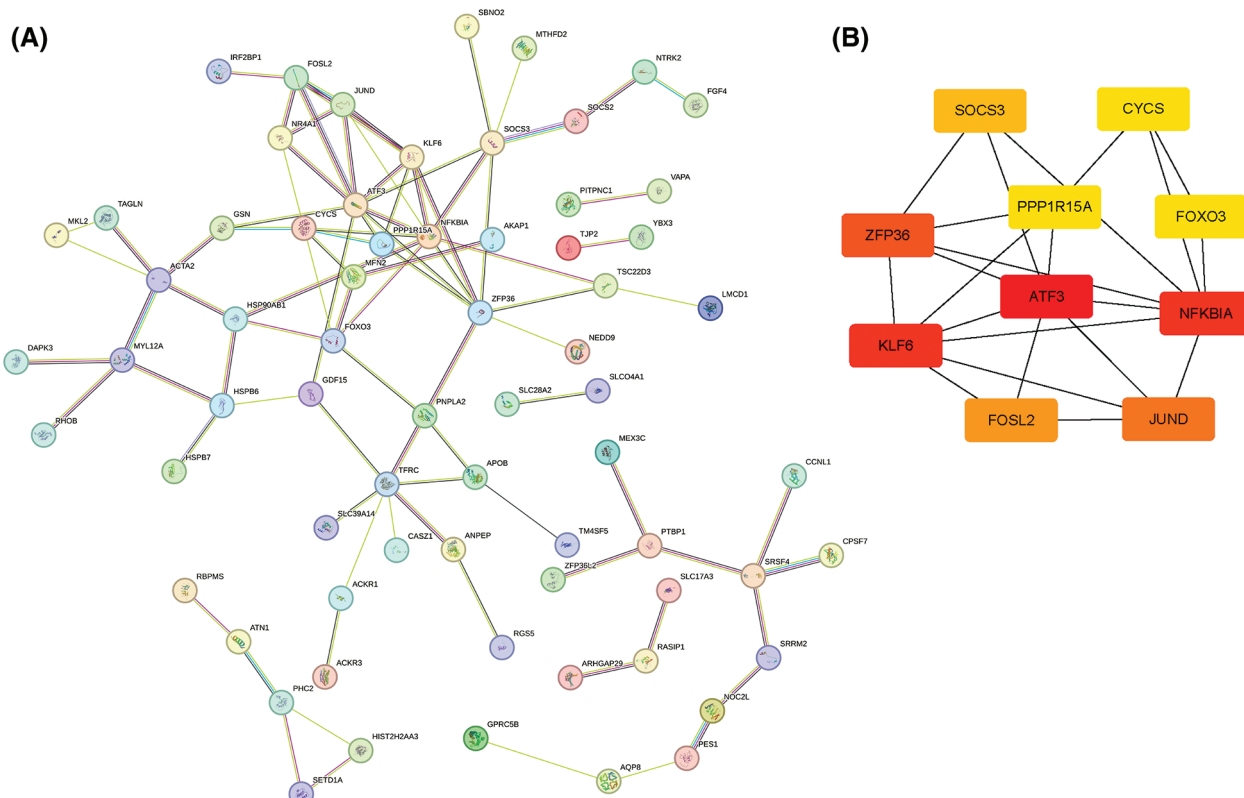 (A)
(B)
SBNO2
MTHFD2
IRF2BP1
FOSL2
NTRK2
JUND
FGF4
SOCS2
NR4A1
SOCS3
KLF6
ATF3
PITPNC1
VAPA
TAGLN
MKL2
GSN
CYCS
NFKBIA
PPP1R15A
AKAP1
TJP2
YBX3
ACTA2
MFN2
TSC22D3
LMCD1
HSP90AB1
ZFP36
FOXO3
NEDD9
DAPK3
MYL12A
GDF15
SLCO4A1
HSPB6
SLC28A2
PNPLA2
RHOB
HSPB7
MEX3C
TFRC
APOB
CCNL1
SLC39A14
CASZ1
ANPEP
TM4SF5
PTBP1
CPSF7
ZFP36L2
SRSF4
RBPMS
SLC17A3
ACKR1
ATN1
RGS5
RASIP1
SRRM2
ACKR3
ARHGAP29
PHC2
NOC2L
HIST2H2AA3
GPRC5B
PES1
AQP8
SETD1A
SOCS3
CYCS
PPP1R15A
FOXO3
ZFP36
ATF3
NFKBIA
KLF6
FOSL2
JUND